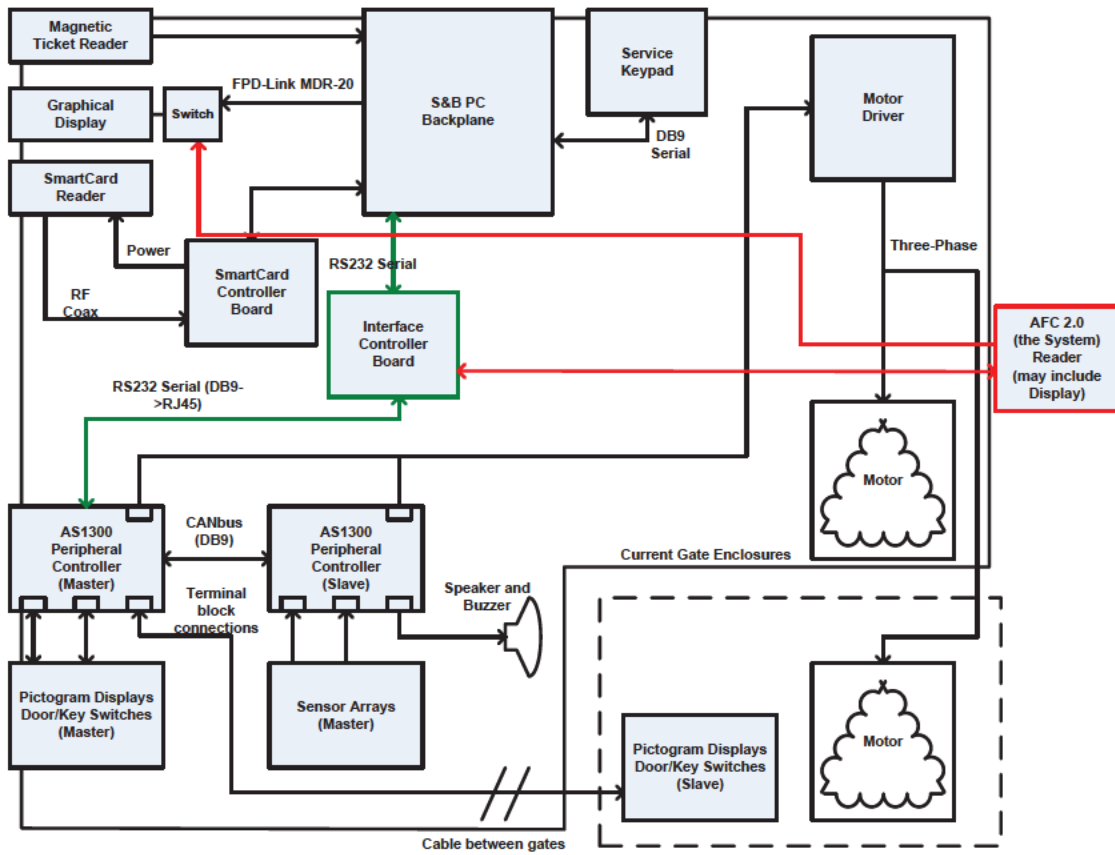 Magnetic
Ticket Reader
Graphical
Display
SmartCard
Reader
FPD-Link MDR-20
Switch
S&B PC
Backplane
Service
Keypad
DB9
Serial
Motor
Driver
Power
RF
Coax
SmartCard
Controller
Board
RS232 Serial
Interface
Controller
Board
Three-Phase
AFC 2.0
(the System)
Reader
(may include
Display)
RS232 Serial (DB9-
>RJ45)
Motor
AS1300
Peripheral
Controller
(Master)
CANbus
(DB9)
AS1300
Peripheral
Controller
(Slave)
Terminal
block
connections
Speaker and
Buzzer
Current Gate Enclosures
Pictogram Displays
Door/Key Switches
(Master)
Sensor Arrays
(Master)
Pictogram Displays
Door/Key Switches
(Slave)
Motor
Cable between gates